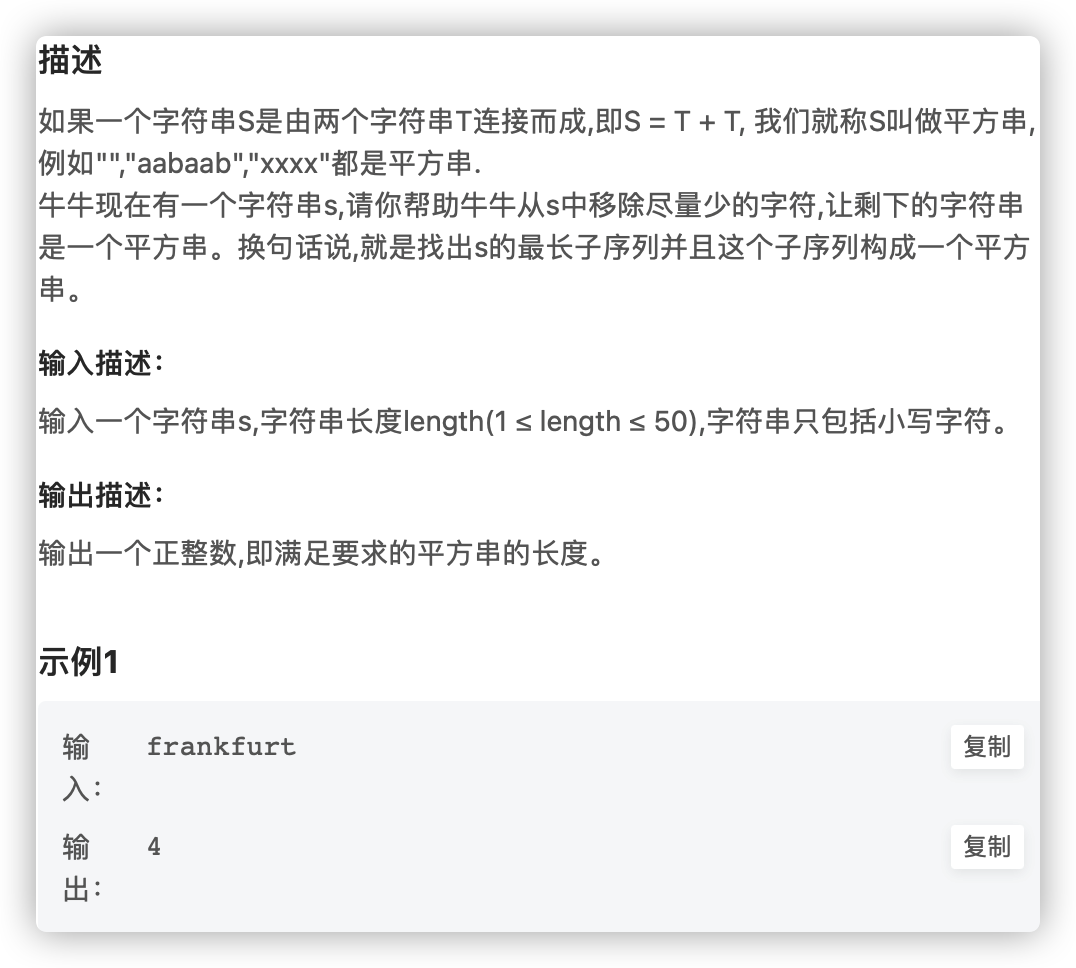 描述
如果一个字符串S是由两个字符串T连接而成,即S = T + T, 我们就称S叫做平方串,
例如"","aabaab","xxxx"都是平方串.
牛牛现在有一个字符串s,请你帮助牛牛从s中移除尽量少的字符,让剩下的字符串
是一个平方串。换句话说,就是找出s的最长子序列并且这个子序列构成一个平方
串。
输入描述：
输入一个字符串s,字符串长度length(1 ≤ length ≤ 50),字符串只包括小写字符。
输出描述：
输出一个正整数,即满足要求的平方串的长度。
示例1
输 frankfurt 复制
入：
输 4 复制
出：